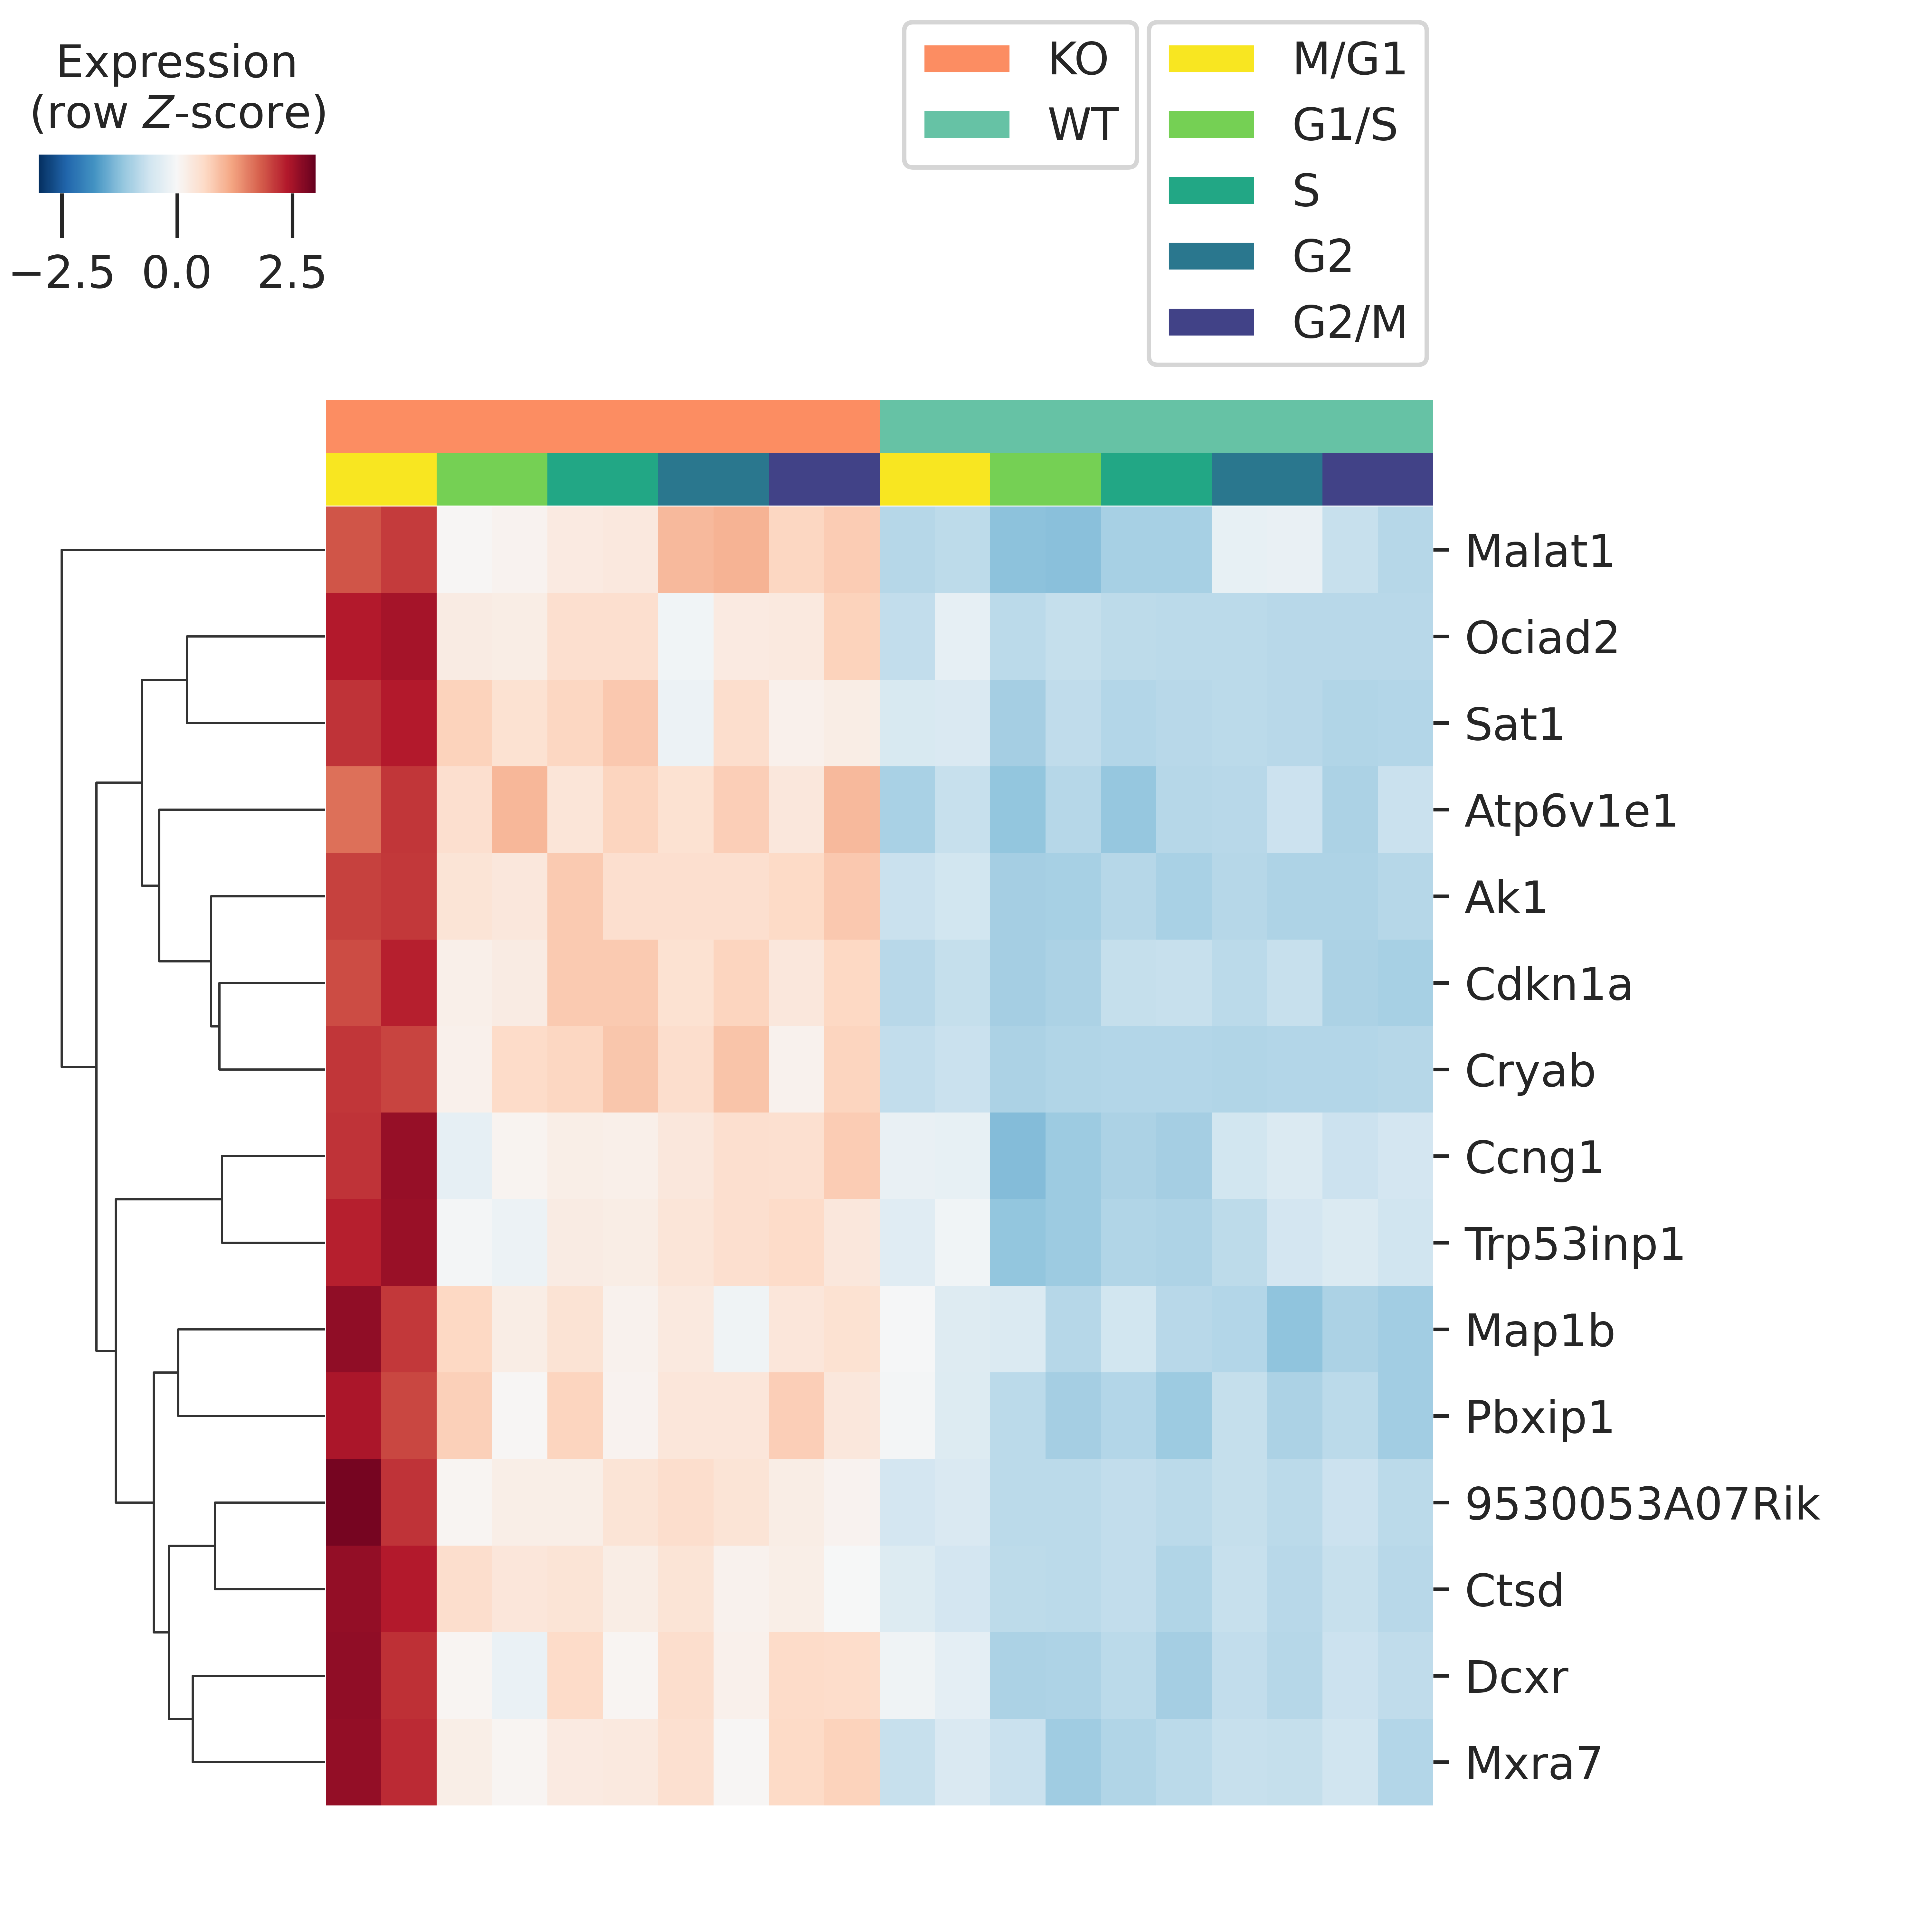 Expression
(row Z-score)
−2.5 0.0 2.5
KO
WT
M/G1
G1/S
S
G2
G2/M
Malat1
Ociad2
Sat1
Atp6v1e1
Ak1
Cdkn1a
Cryab
Ccng1
Trp53inp1
Map1b
Pbxip1
9530053A07Rik
Ctsd
Dcxr
Mxra7